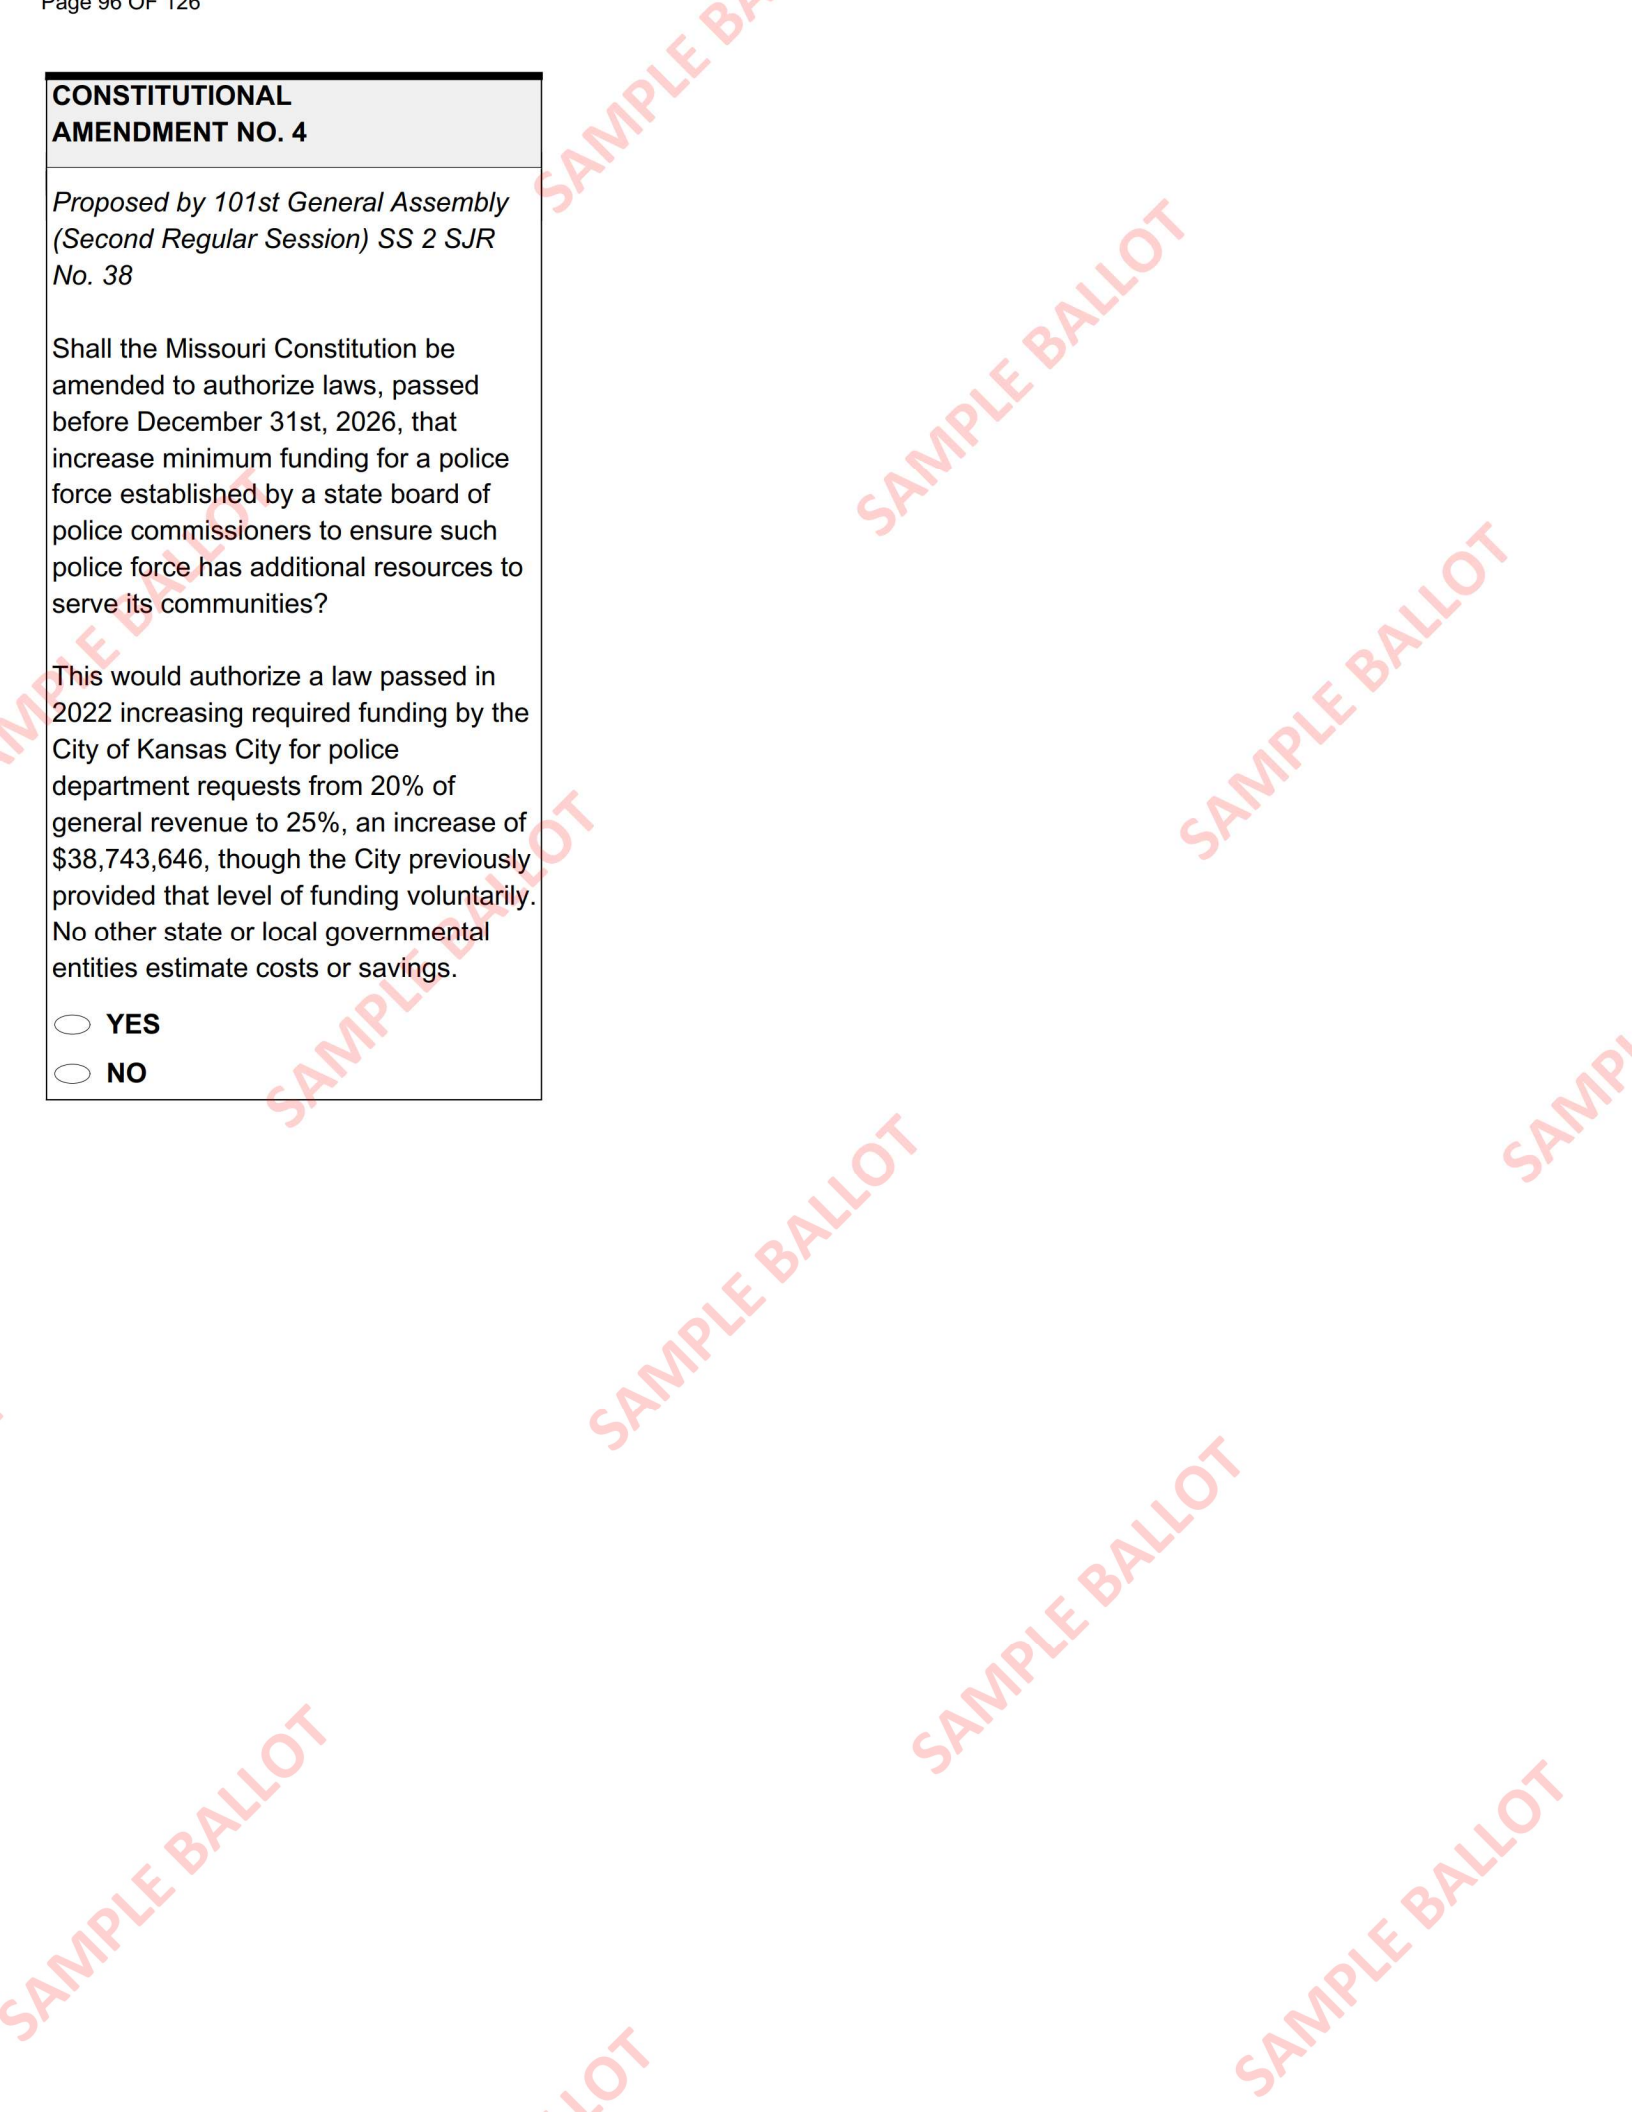 Page 96 OF 126
CONSTITUTIONAL
AMENDMENT NO. 4
Proposed by 101st General Assembly
(Second Regular Session) SS 2 SJR
No. 38
Shall the Missouri Constitution be
amended to authorize laws, passed
before December 31st, 2026, that
increase minimum funding for a police
force established by a state board of
police commissioners to ensure such
police force has additional resources to
serve its communities?
This would authorize a law passed in
2022 increasing required funding by the
City of Kansas City for police
department requests from 20% of
general revenue to 25%, an increase of
$38,743,646, though the City previously
provided that level of funding voluntarily.
No other state or local governmental
entities estimate costs or savings.
YES
NO
SAMPLE BA
SAMPLE BALLOT
SAMPLE BALLOT
AMPLE BALLOT
SAMPLE BALLOT
SAMPL
SAMPLE BALLOT
SAMPLE BALLOT
SAMPLE BALLOT
SAMPLE BALLOT
LOT